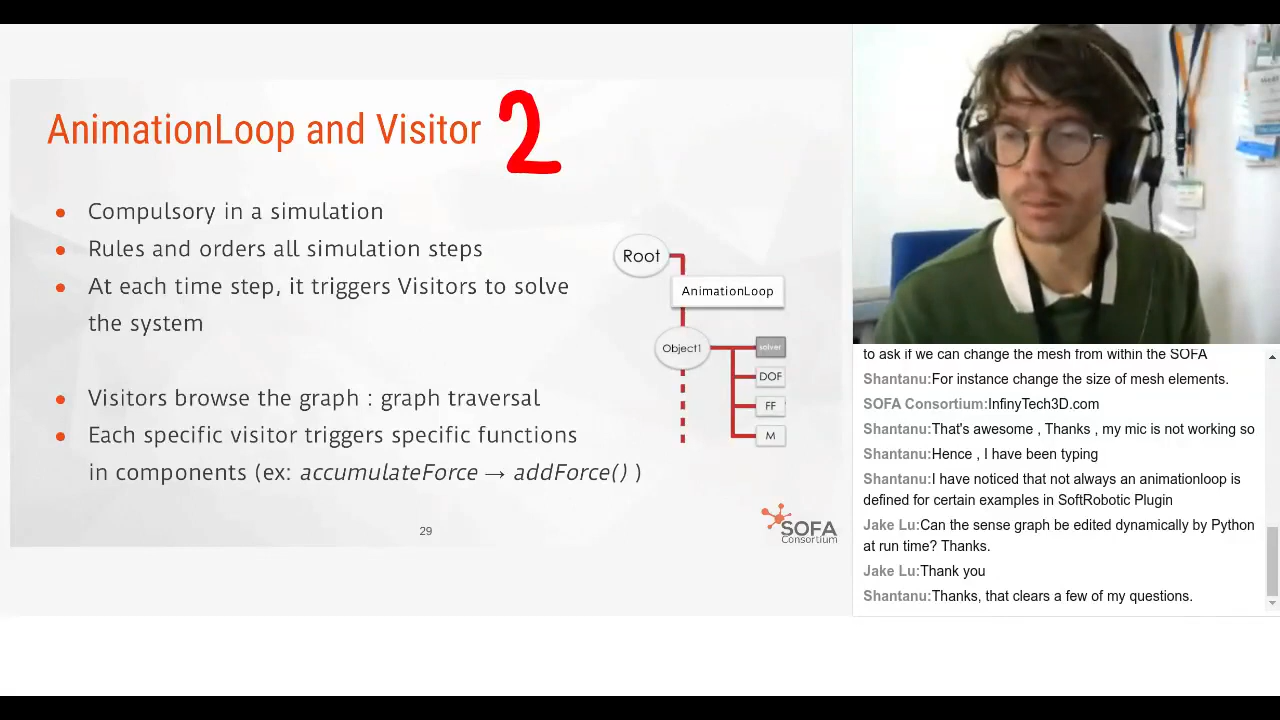 AnimationLoop and Visitor 2
Compulsory in a simulation
Rules and orders all simulation steps
At each time step, it triggers Visitors to solve
the system
Visitors browse the graph : graph traversal
Each specific visitor triggers specific functions
in components (ex: accumulateForce → addForce() )
Root
AnimationLoop
Object1
solver
DOF
FF
M
29
SOFA
Consortium
to ask if we can change the mesh from within the SOFA
Shantanu:For instance change the size of mesh elements.
SOFA Consortium:InfinyTech3D.com
Shantanu:That's awesome , Thanks , my mic is not working so
Shantanu:Hence , I have been typing
Shantanu:I have noticed that not always an animationloop is
defined for certain examples in SoftRobotic Plugin
Jake Lu:Can the sense graph be edited dynamically by Python
at run time? Thanks.
Jake Lu:Thank you
Shantanu:Thanks, that clears a few of my questions.